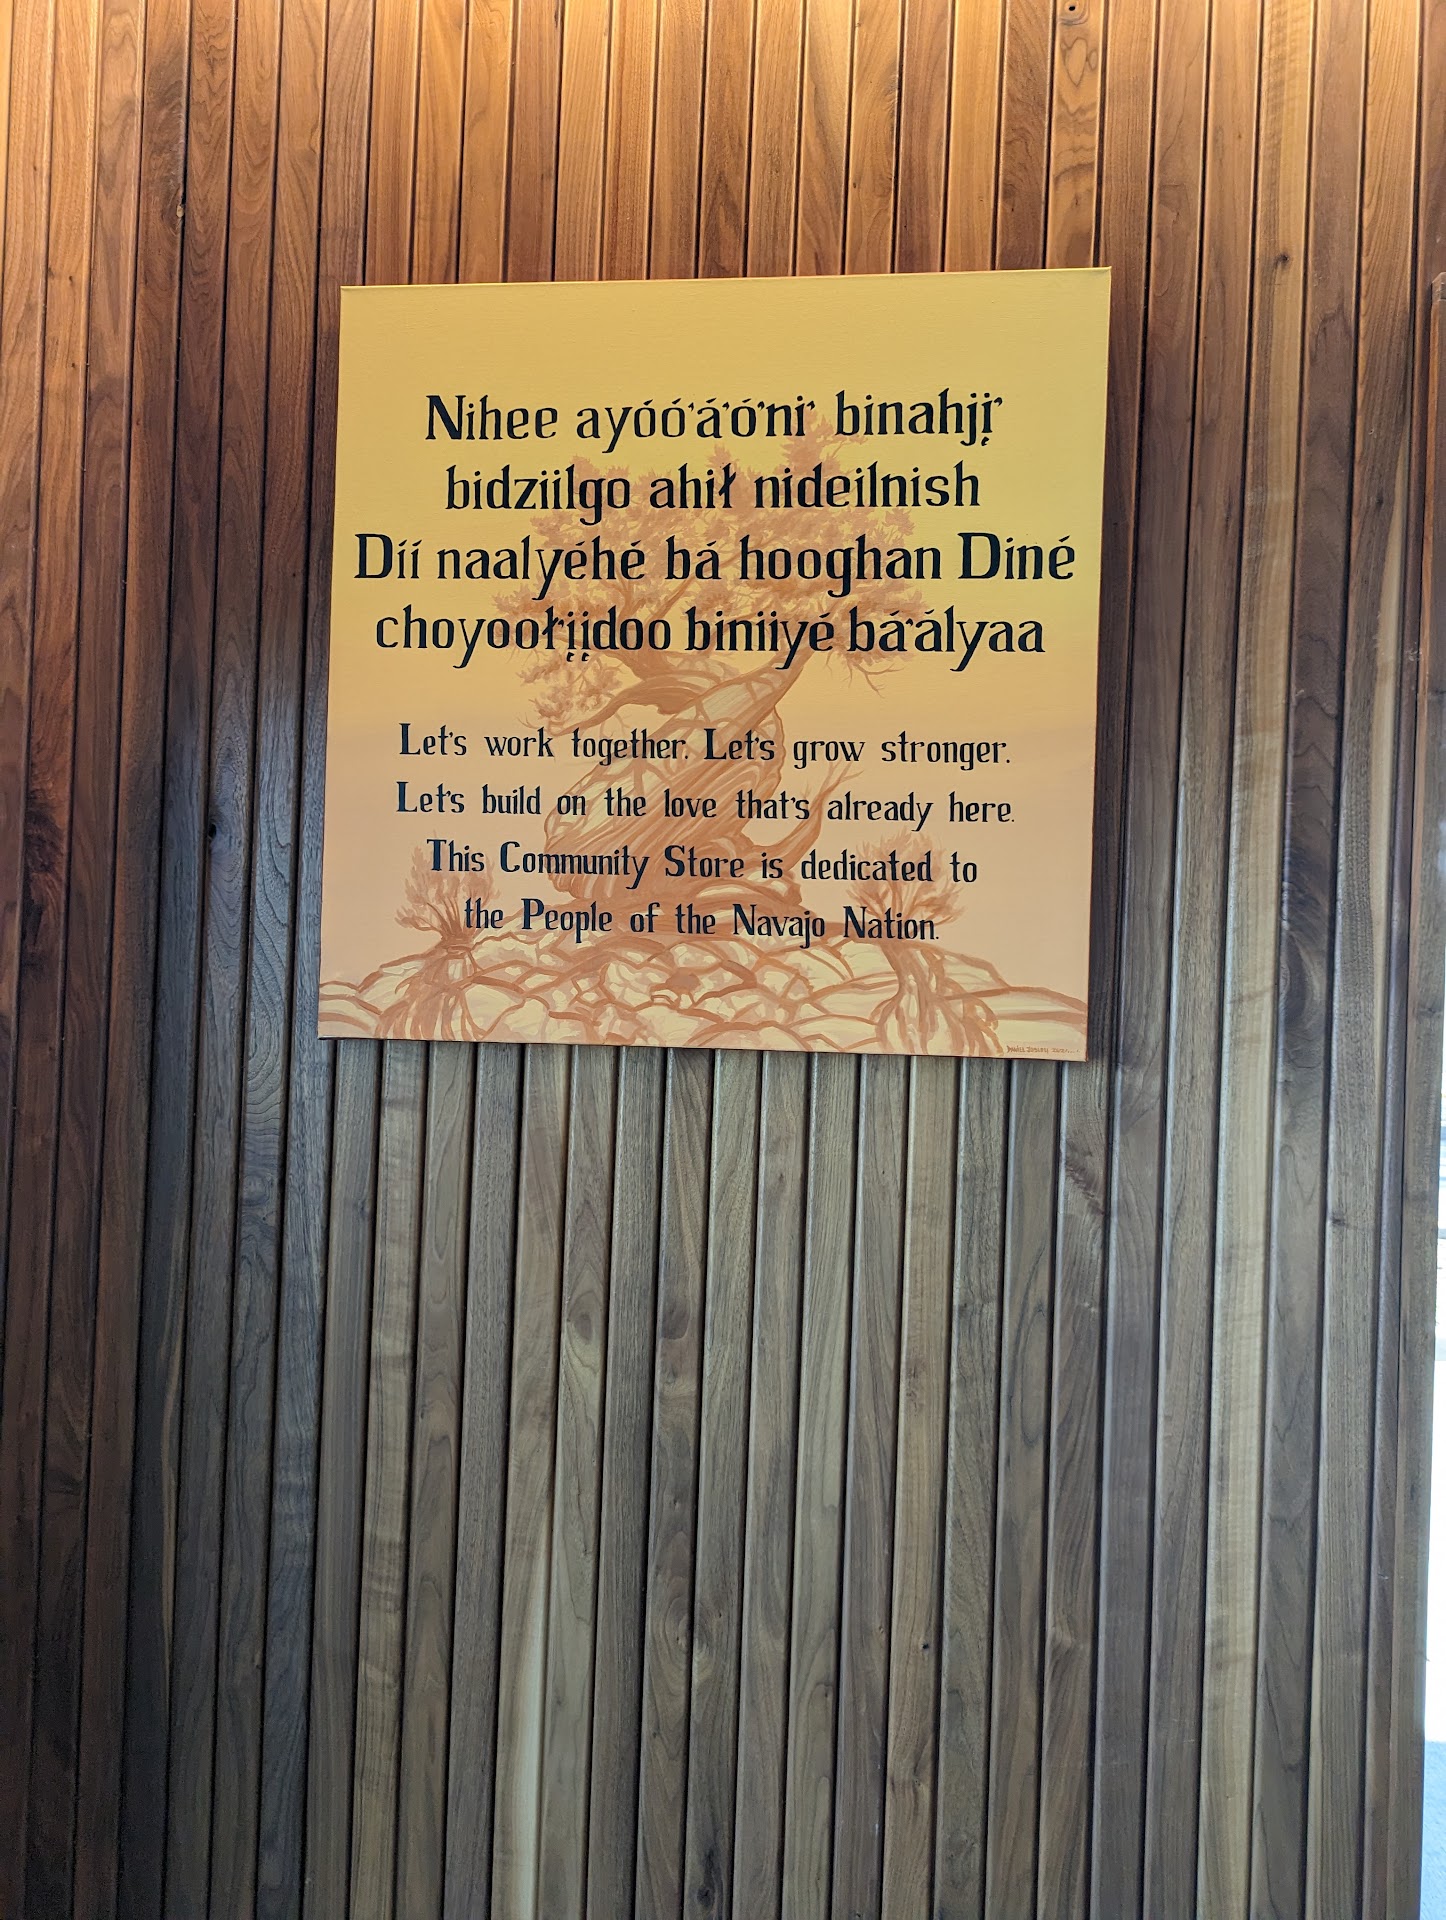 Nihee ayóó'á'ó'ni' binahjį'
bidziilgo ahił nideilnish
Díí naalyéhé bá hooghan Diné
choyooł'įįdoo biniiyé bá'ályaa
Let's work together. Let's grow stronger.
Let's build on the love that's already here.
This Community Store is dedicated to
the People of the Navajo Nation.